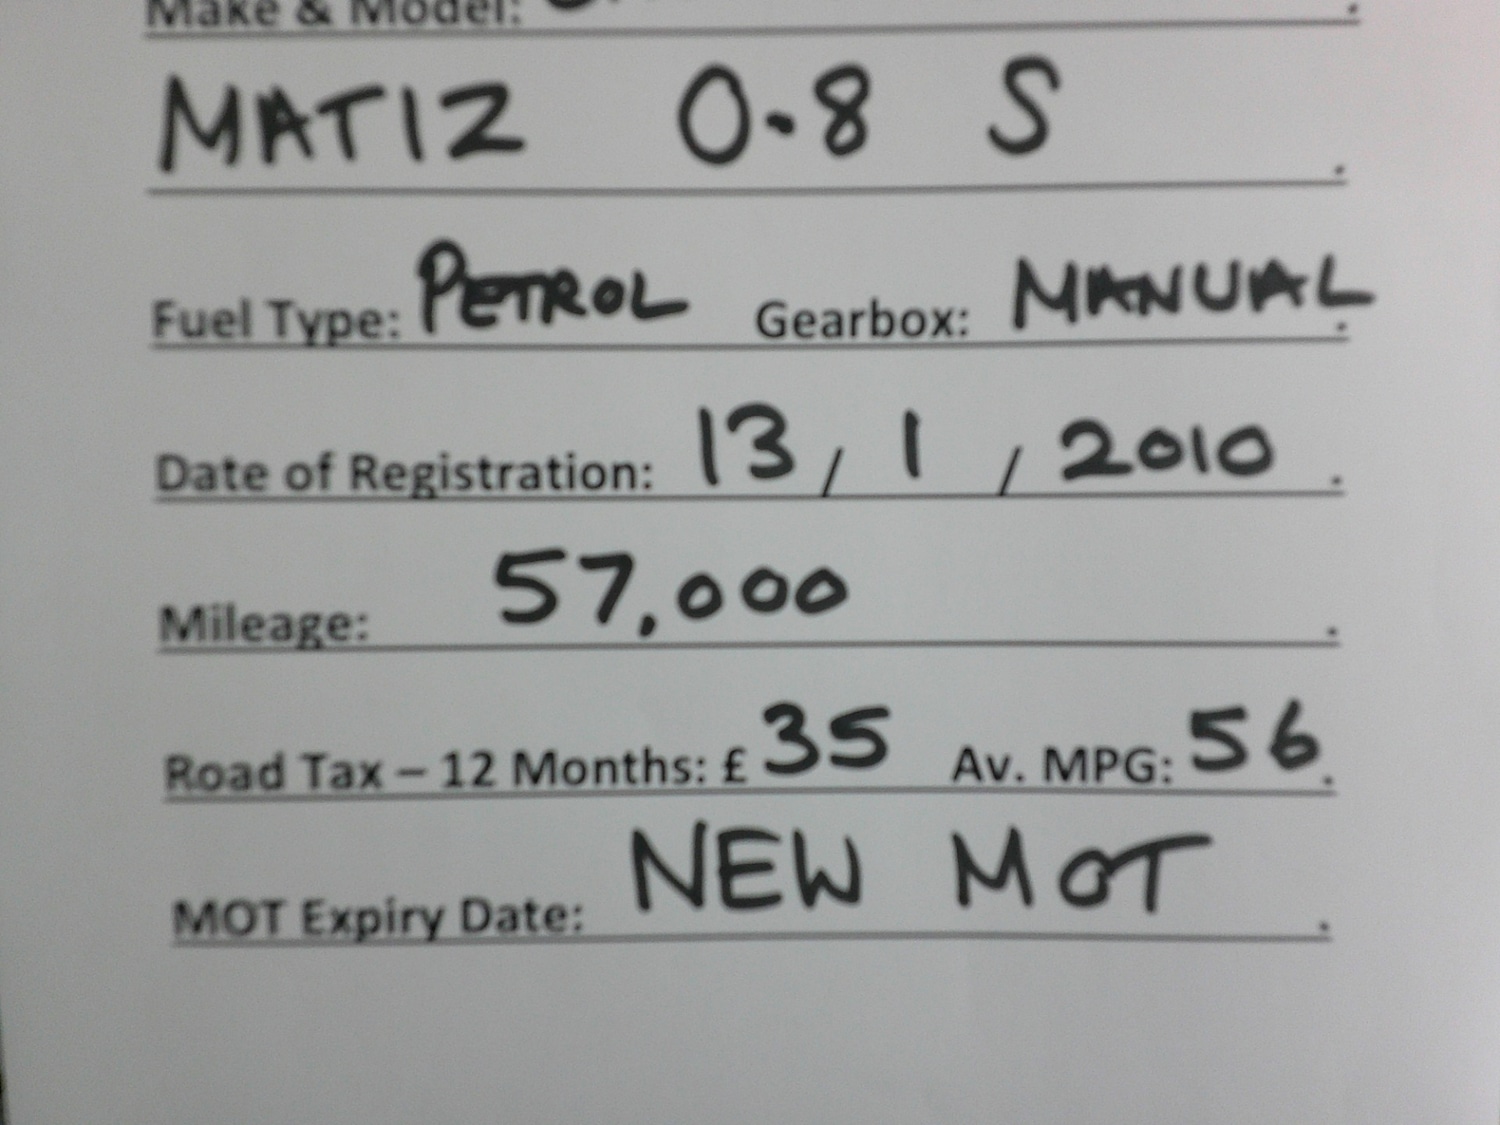 Make & Model:
MATIZ 0.8 S .
Fuel Type: PETROL Gearbox: MANUAL .
Date of Registration: 13 / 1 / 2010 .
Mileage: 57,000 .
Road Tax – 12 Months: £ 35 Av. MPG: 56 .
MOT Expiry Date: NEW MOT .